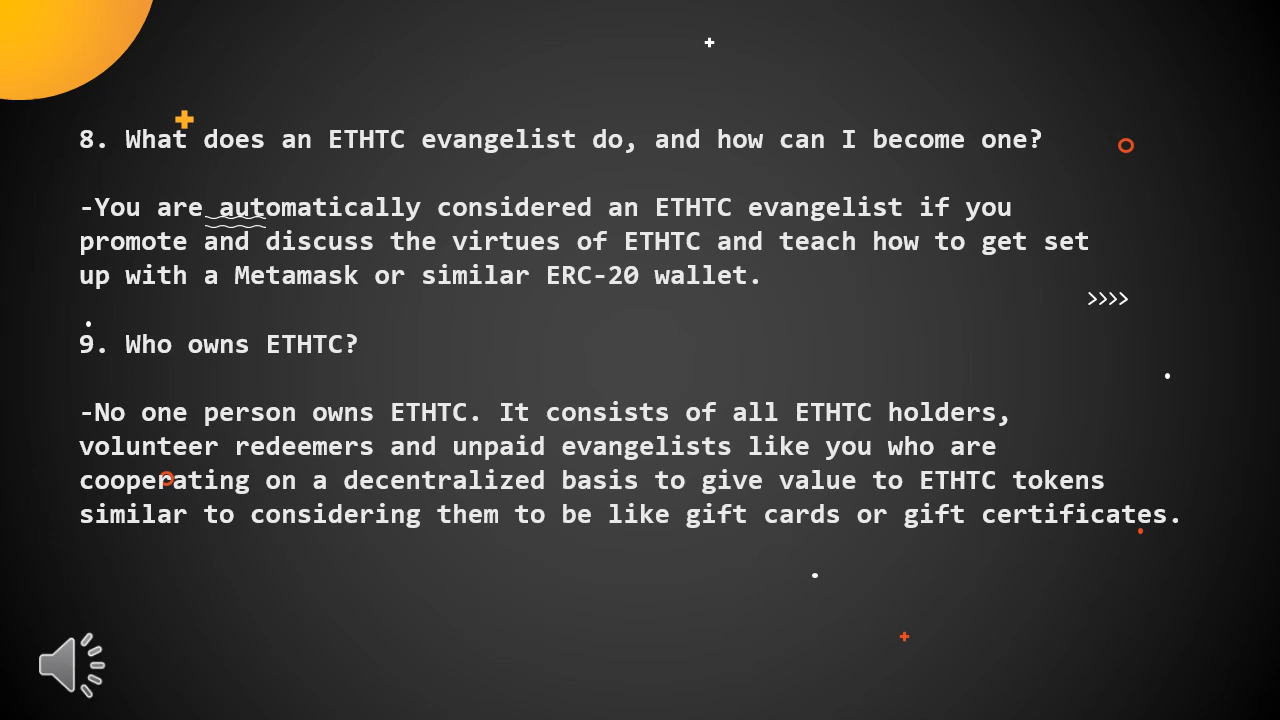 8. What does an ETHTC evangelist do, and how can I become one?
-You are automatically considered an ETHTC evangelist if you
promote and discuss the virtues of ETHTC and teach how to get set
up with a Metamask or similar ERC-20 wallet.
>>>>
9. Who owns ETHTC?
-No one person owns ETHTC. It consists of all ETHTC holders,
volunteer redeemers and unpaid evangelists like you who are
cooperating on a decentralized basis to give value to ETHTC tokens
similar to considering them to be like gift cards or gift certificates.